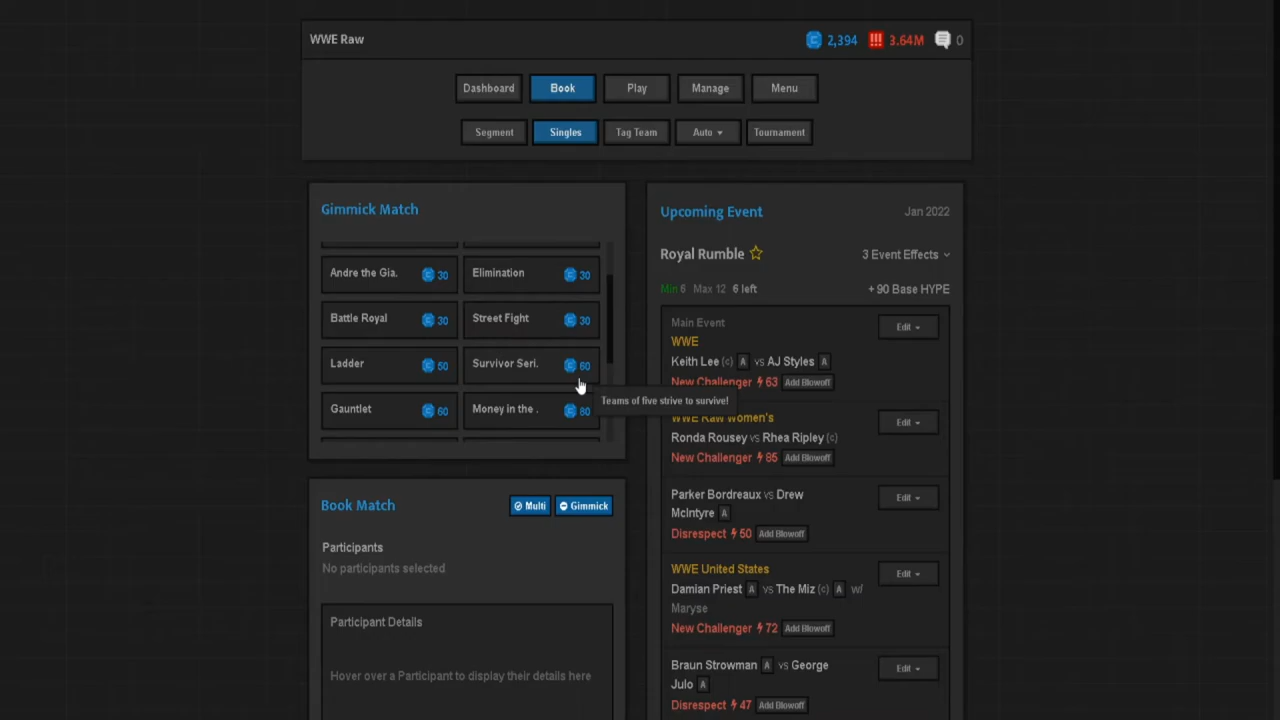 WWE Raw
2,394
3.64M
0
Dashboard
Book
Play
Manage
Menu
Segment
Singles
Tag Team
Auto
Tournament
Gimmick Match
Andre the Gia.
30
Elimination
30
Battle Royal
30
Street Fight
30
Ladder
50
Survivor Seri.
60
Gauntlet
60
Money in the .
80
Teams of five strive to survive!
Book Match
Multi
Gimmick
Participants
No participants selected
Participant Details
Hover over a Participant to display their details here
Upcoming Event
Jan 2022
Royal Rumble
3 Event Effects
Min 6 Max 12 6 left
+ 90 Base HYPE
Main Event
Edit
WWE
Keith Lee (c) A vs AJ Styles A
New Challenger 63 Add Blowoff
WWE Raw Women's
Edit
Ronda Rousey vs Rhea Ripley (c)
New Challenger 85 Add Blowoff
Parker Bordreaux vs Drew
McIntyre A
Edit
Disrespect 50 Add Blowoff
WWE United States
Edit
Damian Priest A vs The Miz (c) A w/
Maryse
New Challenger 72 Add Blowoff
Braun Strowman A vs George
Julo A
Edit
Disrespect 47 Add Blowoff